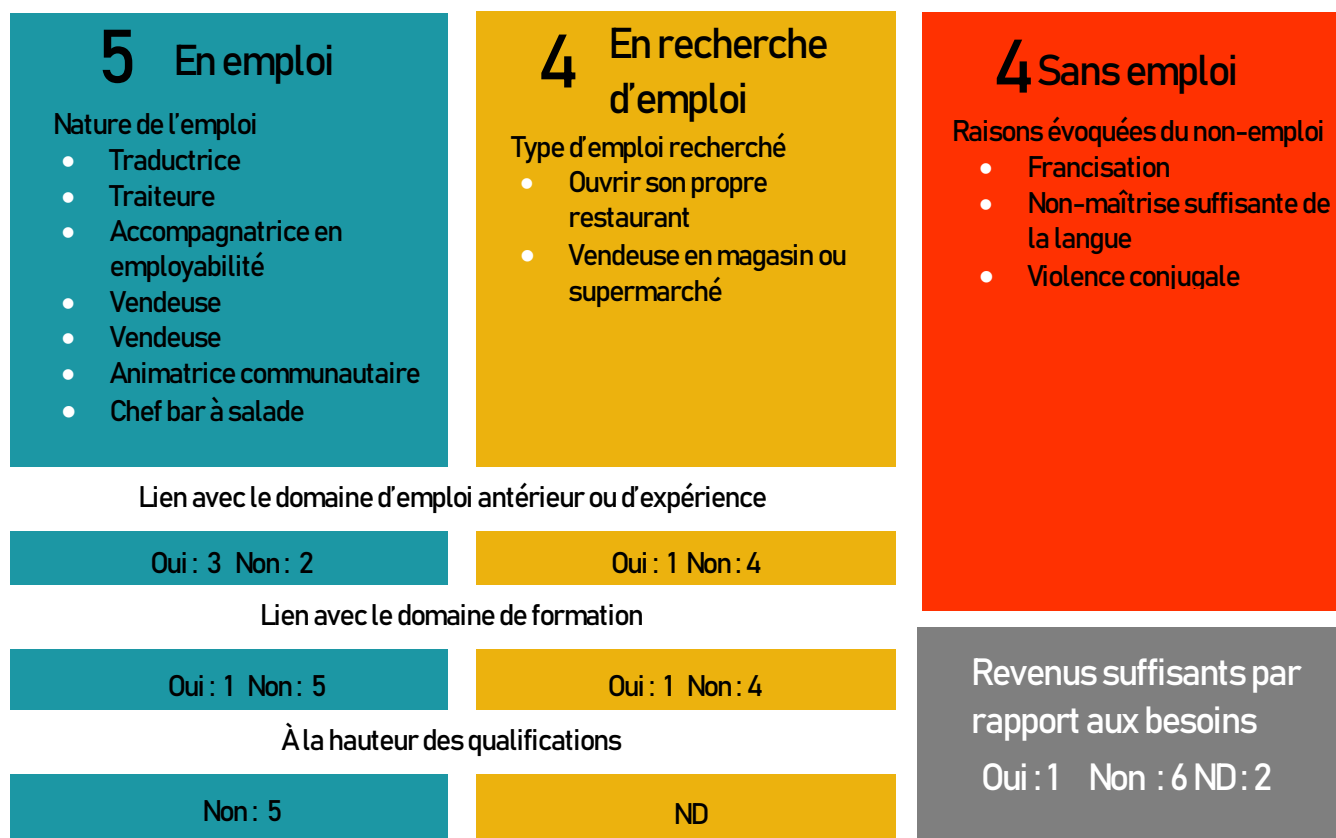 5 En emploi
Nature de l'emploi
• Traductrice
• Traiteure
• Accompagnatrice en
employabilité
• Vendeuse
• Vendeuse
• Animatrice communautaire
• Chef bar à salade
4 En recherche
d'emploi
Type d'emploi recherché
• Ouvrir son propre
restaurant
• Vendeuse en magasin ou
supermarché
4 Sans emploi
Raisons évoquées du non-emploi
• Francisation
• Non-maîtrise suffisante de
la langue
• Violence conjugale
Lien avec le domaine d'emploi antérieur ou d'expérience
Oui : 3 Non : 2
Oui : 1 Non : 4
Lien avec le domaine de formation
Oui : 1 Non : 5
Oui : 1 Non : 4
À la hauteur des qualifications
Non : 5
ND
Revenus suffisants par
rapport aux besoins
Oui : 1 Non : 6 ND : 2